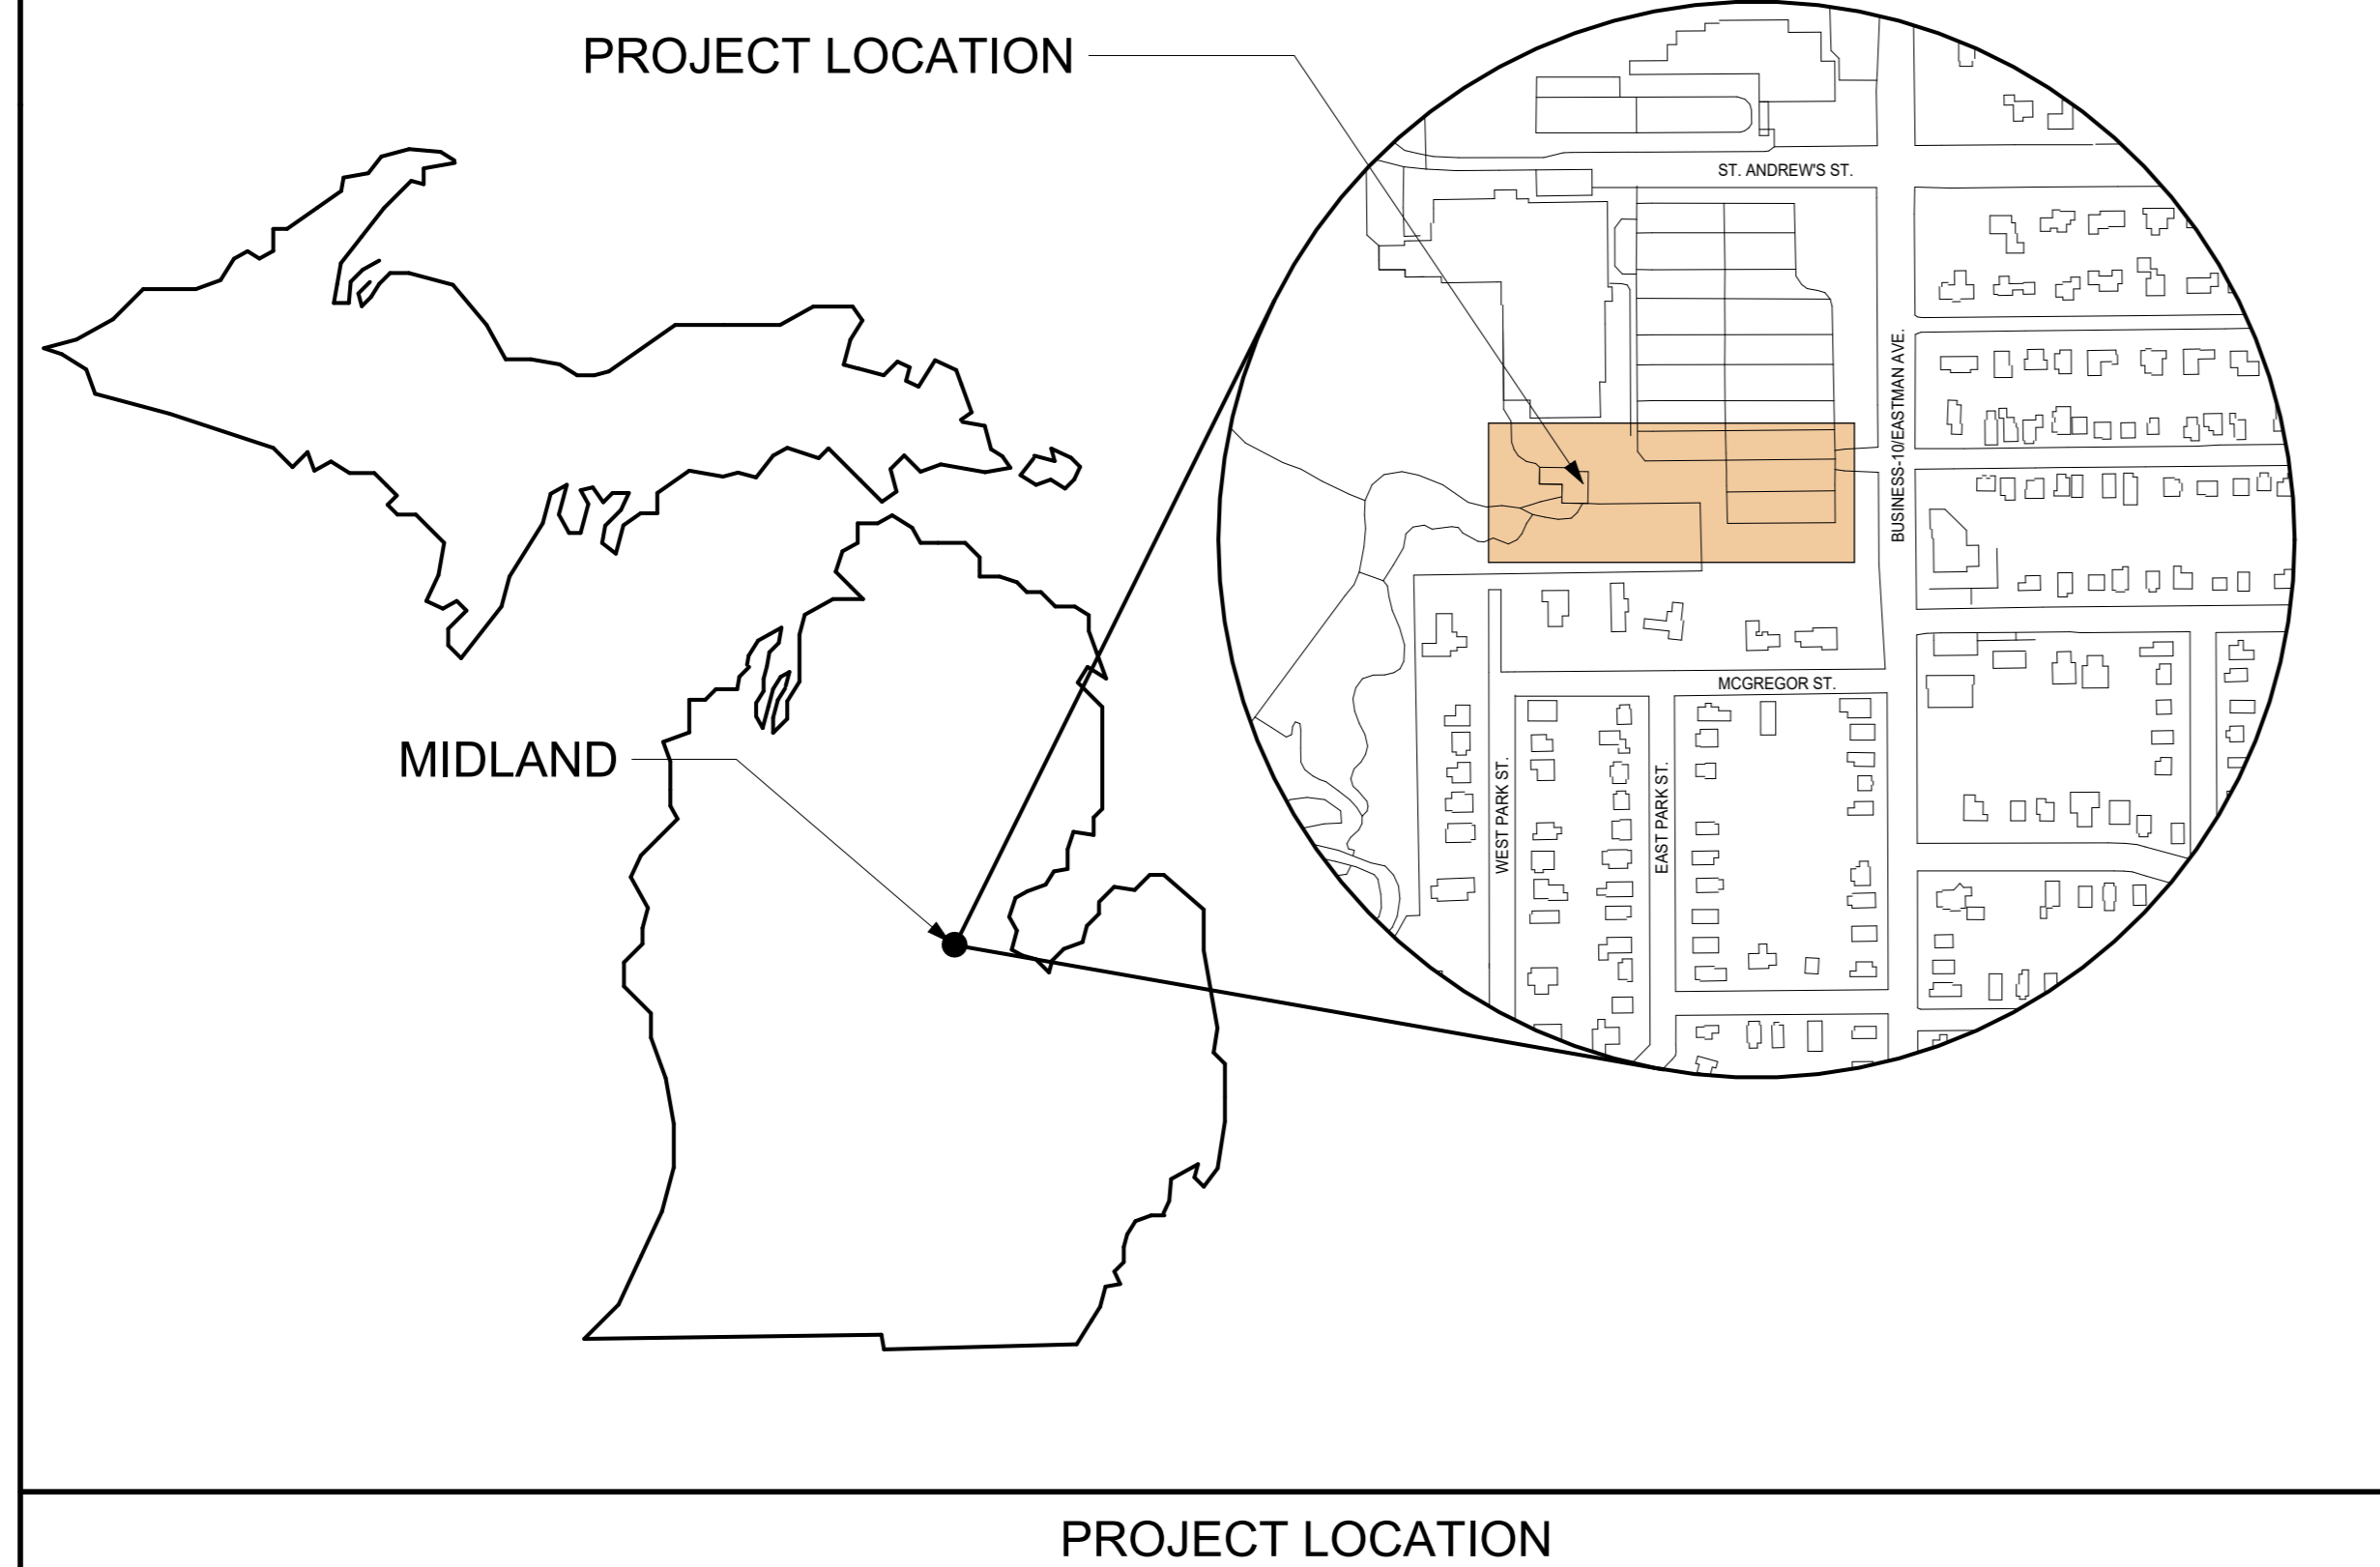 PROJECT LOCATION
ST. ANDREW'S ST.
BUSINESS-10/EASTMAN AVE.
MCGREGOR ST.
MIDLAND
WEST PARK ST.
EAST PARK ST.
PROJECT LOCATION